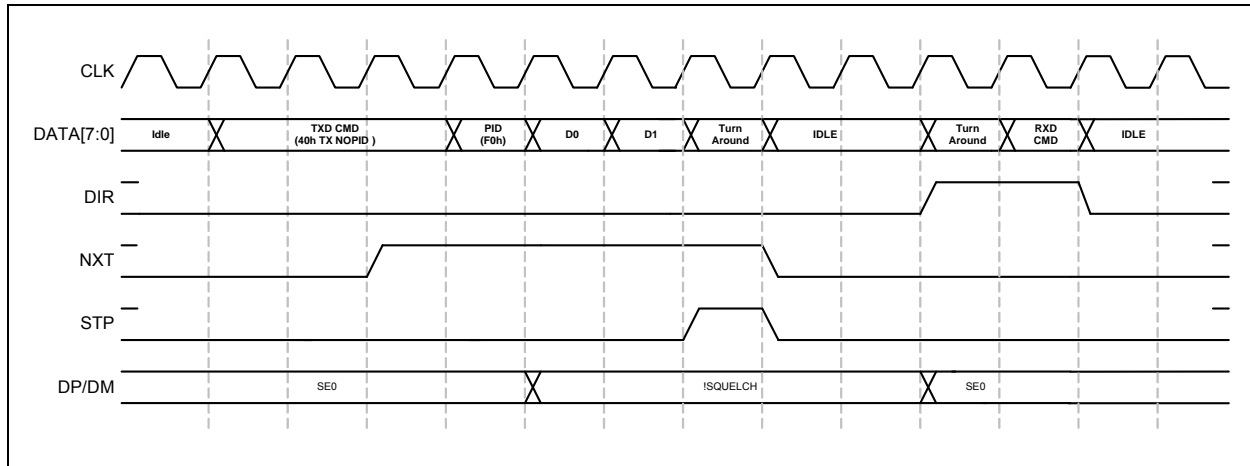 CLK
DATA[7:0]
Idle
TXD CMD
(40h TX NOPID )
PID
(F0h)
D0
D1
Turn
Around
IDLE
Turn
Around
RXD
CMD
IDLE
DIR
NXT
STP
DP/DM
SE0
!SQUELCH
SE0